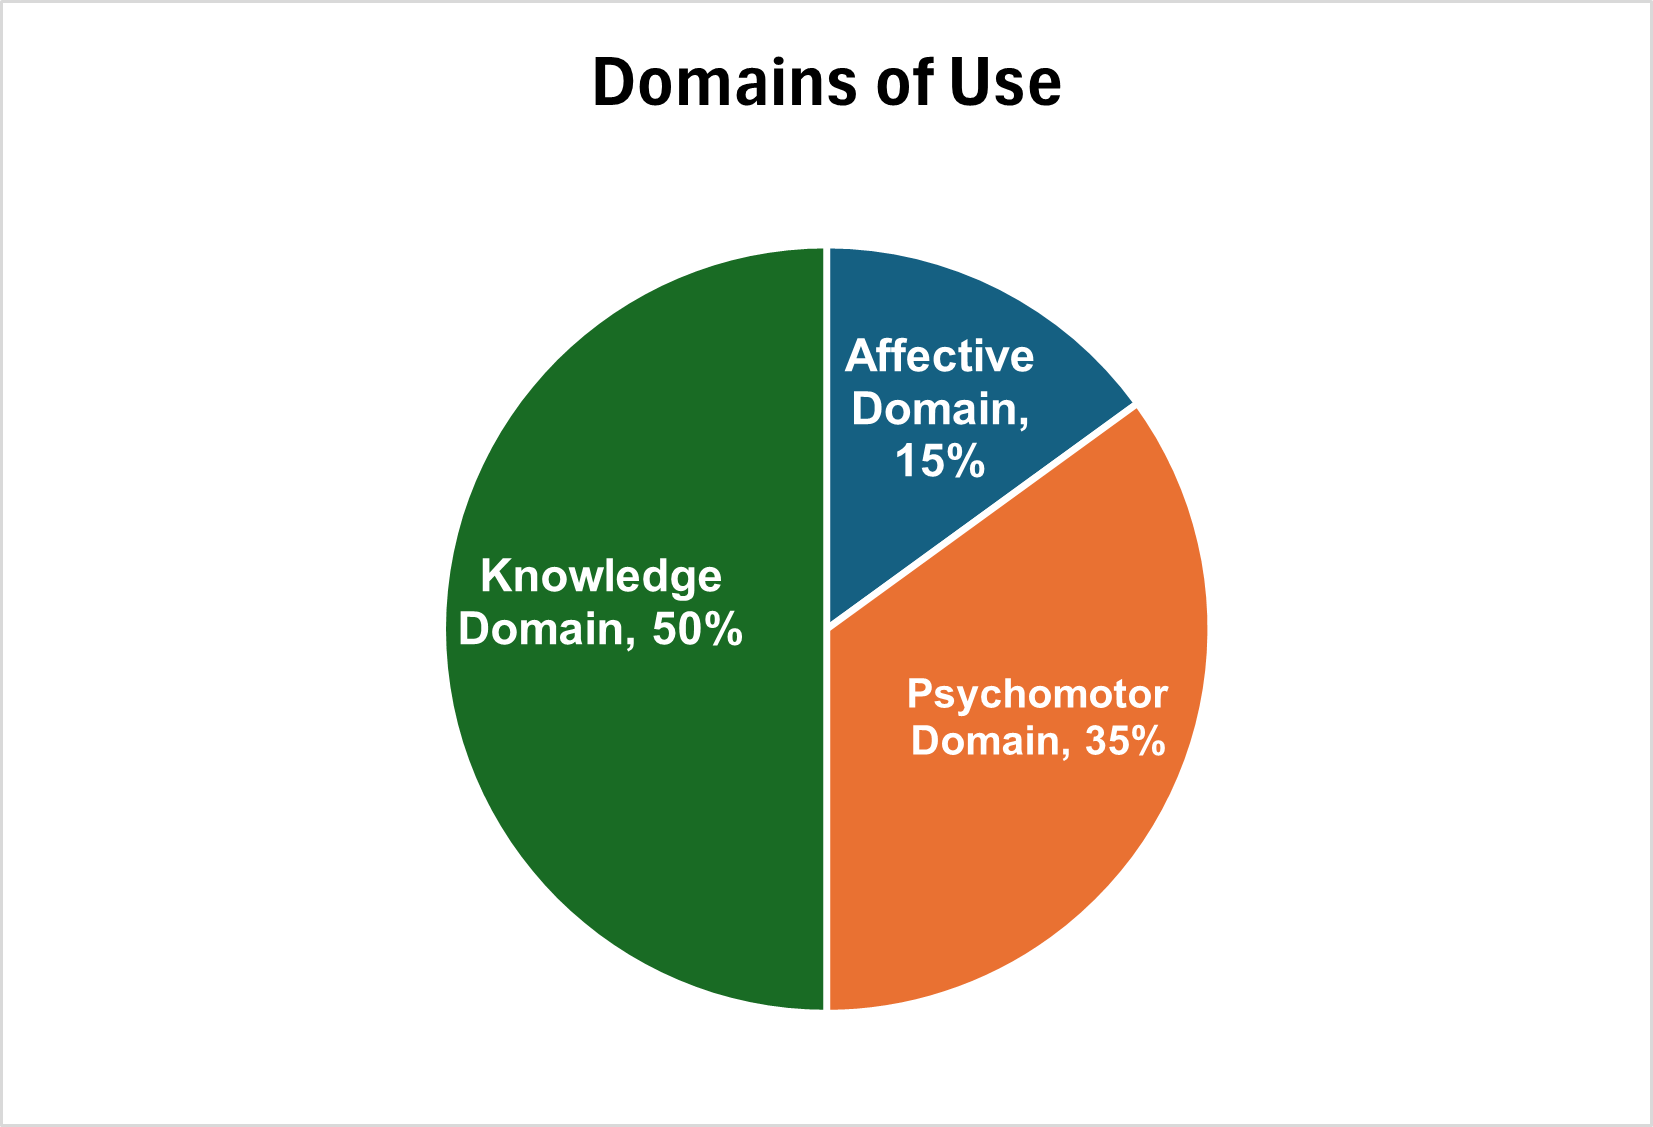 Domains of Use
Affective
Domain,
15%
Knowledge
Domain, 50%
Psychomotor
Domain, 35%